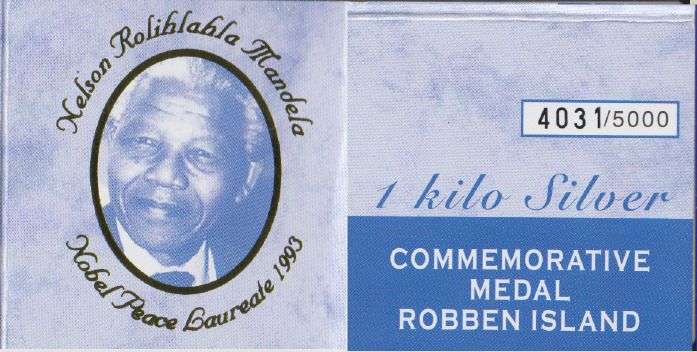 Nelson Rolihlahla Mandela
Nobel Peace Laureate 1993
4031/5000
1 kilo Silver
COMMEMORATIVE
MEDAL
ROBBEN ISLAND